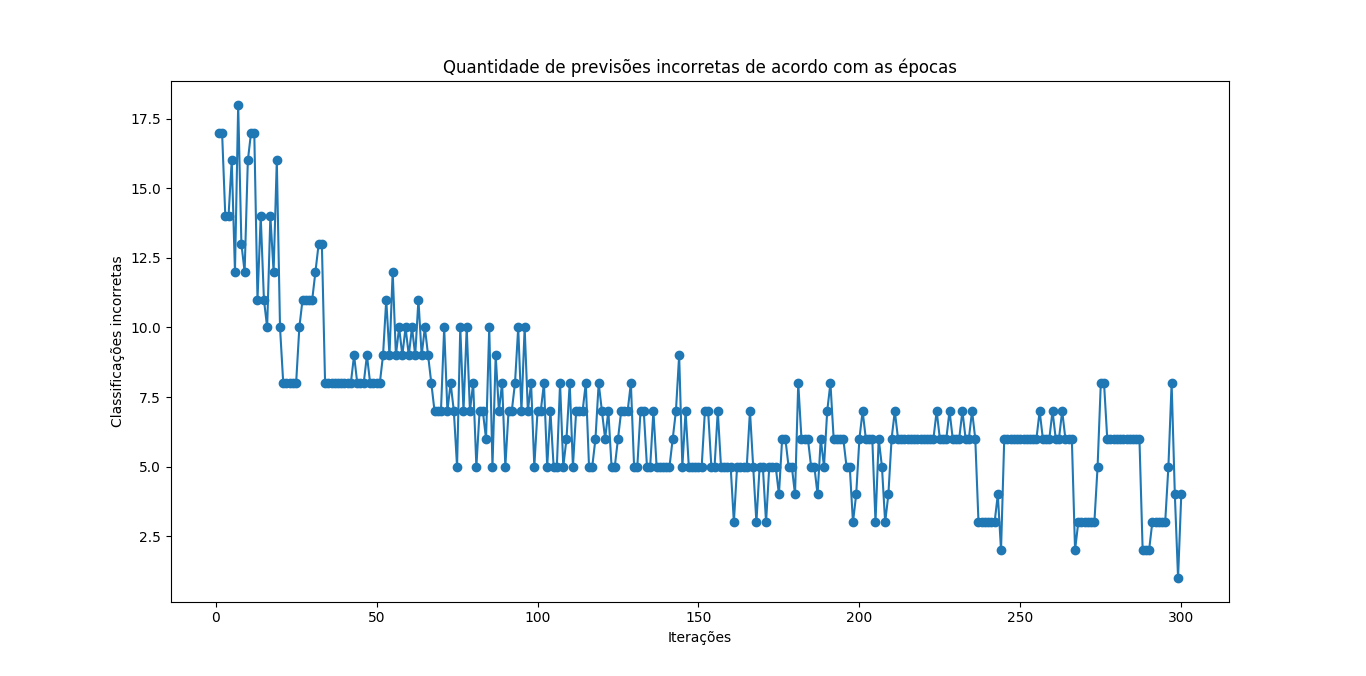 Quantidade de previsões incorretas de acordo com as épocas
Classificações incorretas
17.5
15.0
12.5
10.0
7.5
5.0
2.5
0 50 100 150 200 250 300
Iterações